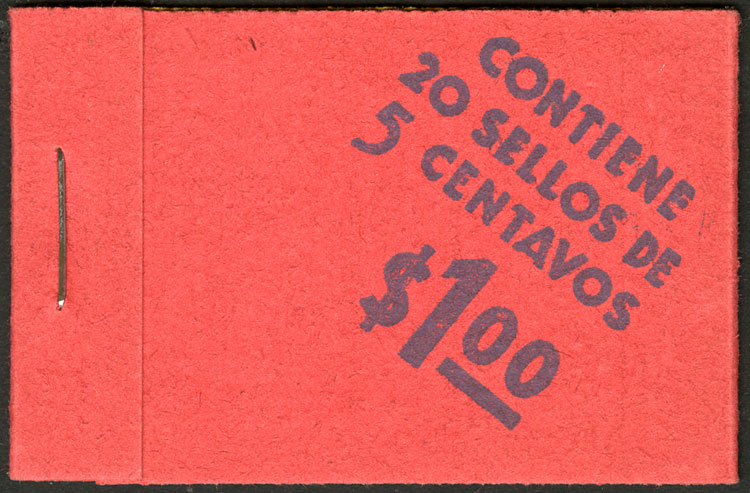 CONTIENE
20 SELLOS DE
5 CENTAVOS
$1.00